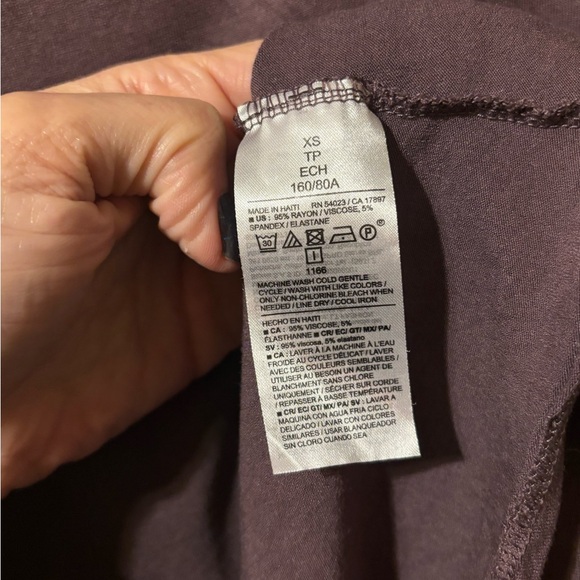 XS
TP
ECH
160/80A
MADE IN HAITI RN 54023 / CA 17897
■ US : 95% RAYON / VISCOSE, 5%
SPANDEX / ELASTANE
30 P ®
1166
MACHINE WASH COLD GENTLE
CYCLE / WASH WITH LIKE COLORS /
ONLY NON-CHLORINE BLEACH WHEN
NEEDED / LINE DRY / COOL IRON
HECHO EN HAITI
■ CA : 95% VISCOSE, 5%
ÉLASTHANNE ■ CR/ EC/ GT/ MX/ PA/
SV : 95% viscosa, 5% elastano
■ CA : LAVER À LA MACHINE À L'EAU
FROIDE AU CYCLE DÉLICAT / LAVER
AVEC DES COULEURS SEMBLABLES /
UTILISER AU BESOIN UN AGENT DE
BLANCHIMENT SANS CHLORE
UNIQUEMENT / SÉCHER SUR CORDE
/ REPASSER À BASSE TEMPÉRATURE
■ CR/ EC/ GT/ MX/ PA/ SV : LAVAR A
MAQUINA CON AGUA FRIA CICLO
DELICADO / LAVAR CON COLORES
SIMILARES / USAR BLANQUEADOR
SIN CLORO CUANDO SEA